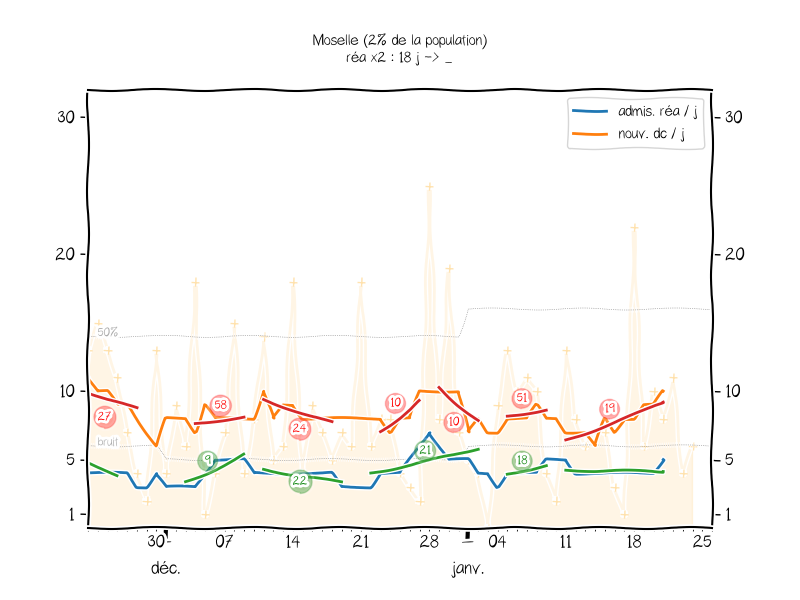 Moselle (2% de la population)
réa x2 : 18 j -> _
admis. réa / j
nouv. dc / j
30 30
20 20
50%
10 10
27 58 24 10 10 51 19
bruit
5 5
9 22 21 18
1 1
30 07 14 21 28 04 11 18 25
déc. janv.